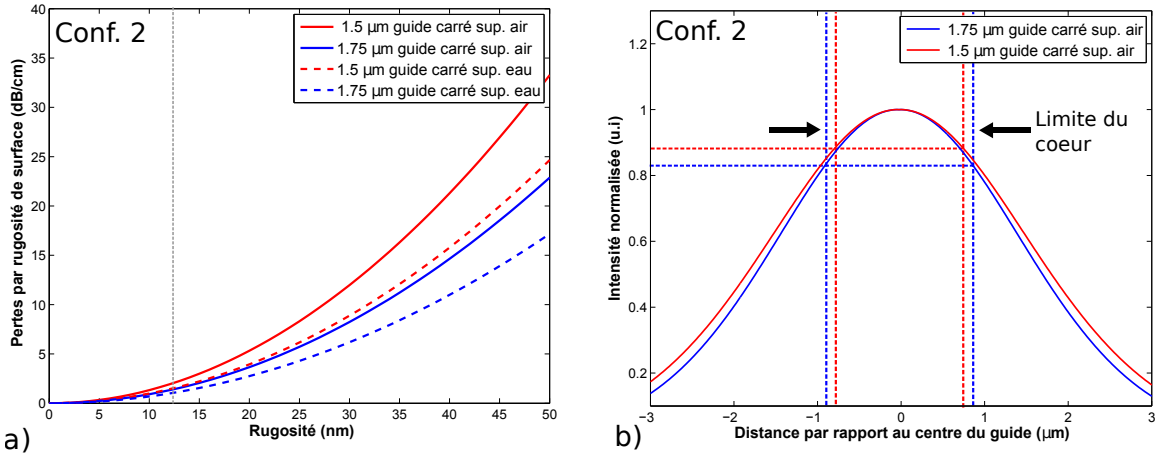 Conf. 2
1.5 µm guide carré sup. air
1.75 µm guide carré sup. air
1.5 µm guide carré sup. eau
1.75 µm guide carré sup. eau
Pertes par rugosité de surface (dB/cm)
40
35
30
25
20
15
10
5
0
0 5 10 15 20 25 30 35 40 45 50
Rugosité (nm)
a)
Conf. 2
1.75 µm guide carré sup. air
1.5 µm guide carré sup. air
Limite du
coeur
Intensité normalisée (u.i)
1.2
1
0.8
0.6
0.4
0.2
−3 −2 −1 0 1 2 3
Distance par rapport au centre du guide (µm)
b)